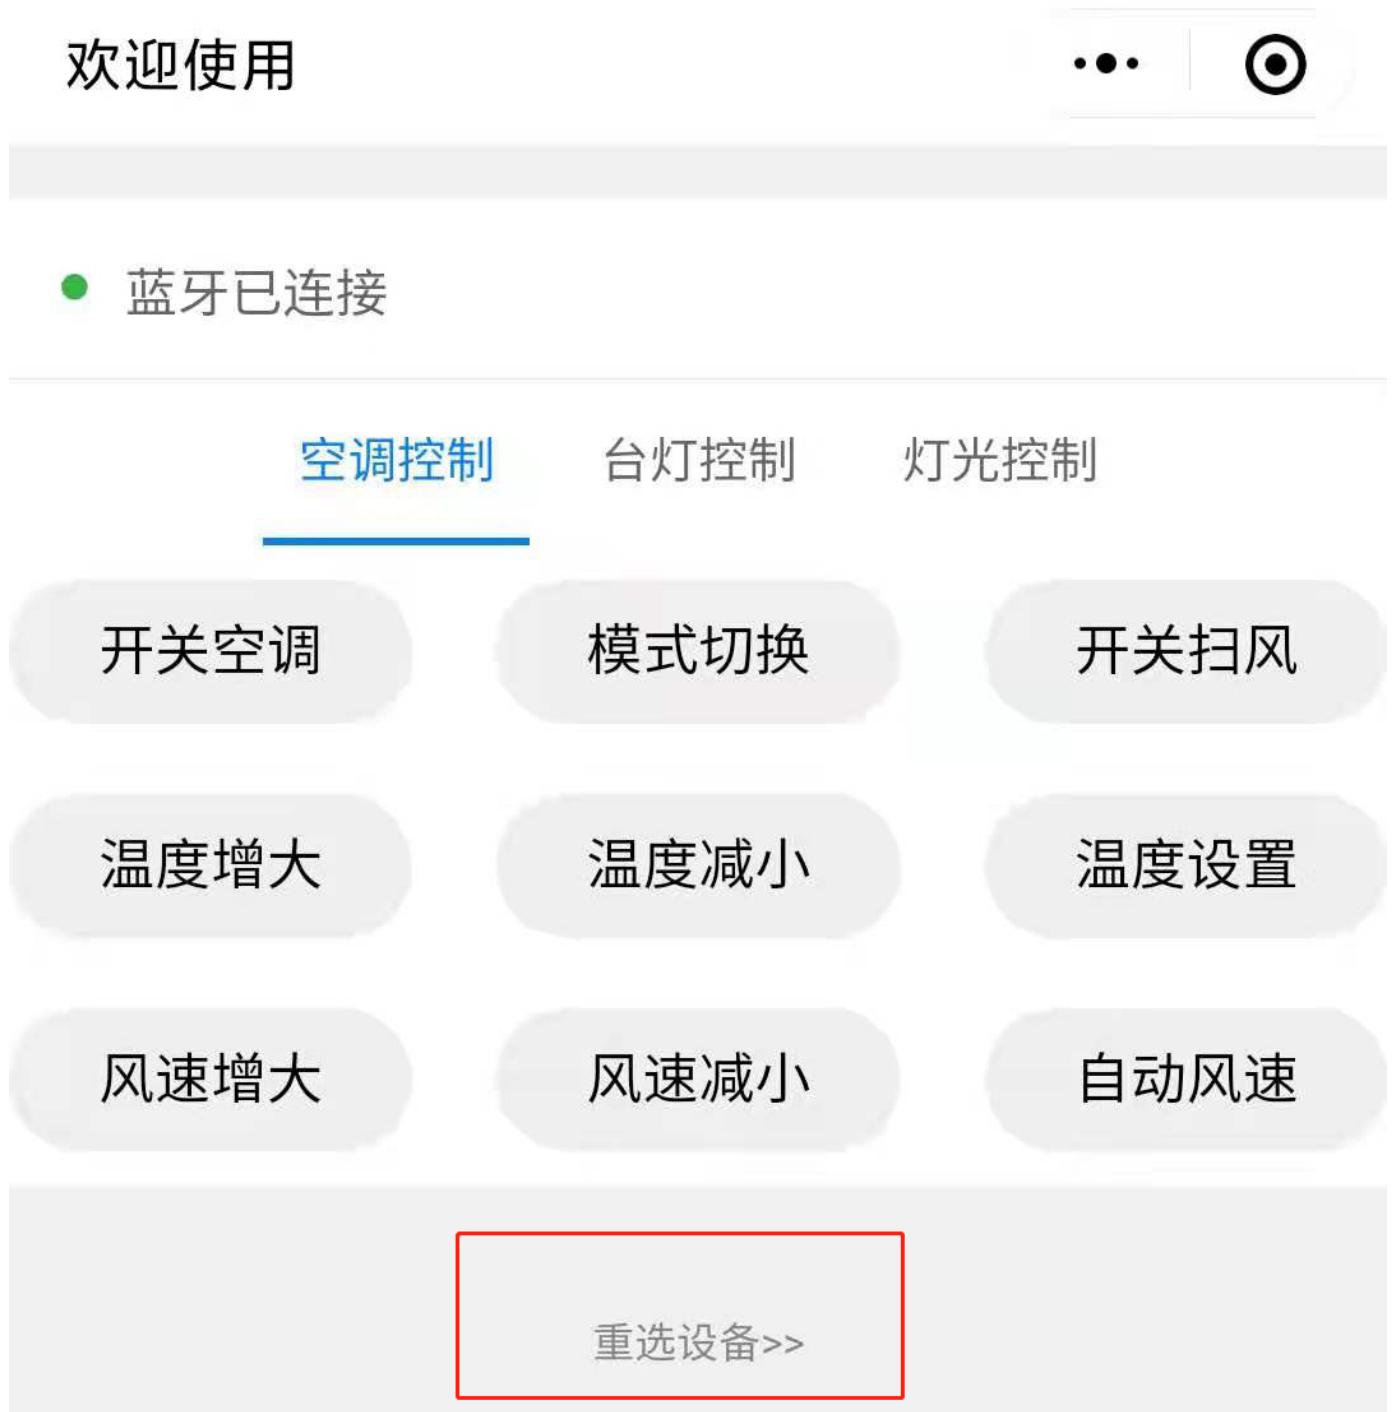 欢迎使用
蓝牙已连接
空调控制 台灯控制 灯光控制
开关空调 模式切换 开关扫风
温度增大 温度减小 温度设置
风速增大 风速减小 自动风速
重选设备>>